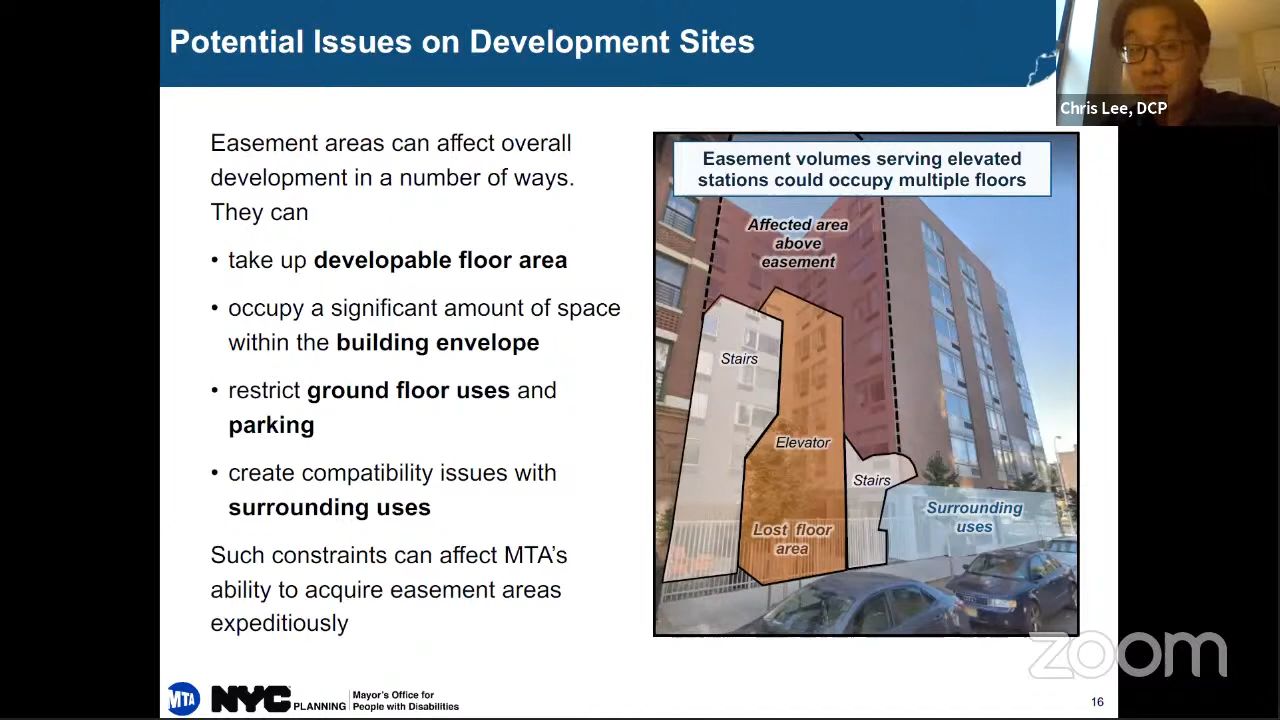 Potential Issues on Development Sites
Chris Lee, DCP
Easement areas can affect overall
development in a number of ways.
They can
• take up developable floor area
• occupy a significant amount of space
within the building envelope
• restrict ground floor uses and
parking
• create compatibility issues with
surrounding uses
Such constraints can affect MTA’s
ability to acquire easement areas
expeditiously
Easement volumes serving elevated
stations could occupy multiple floors
Affected area
above
easement
Stairs
Elevator
Stairs
Lost floor
area
Surrounding
uses
zoom
MTA
NYC PLANNING
Mayor's Office for
People with Disabilities
16